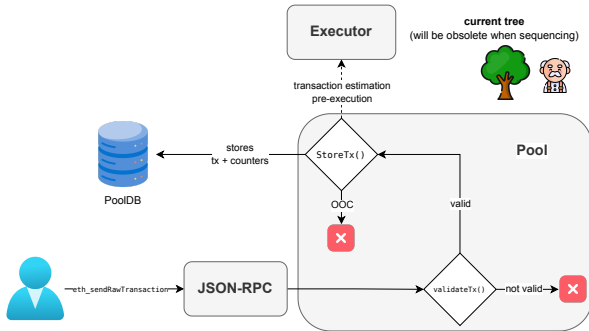 Executor
current tree
(will be obsolete when sequencing)
transaction estimation
pre-execution
Pool
stores
tx + counters
StoreTx()
PoolDB
OOC
valid
eth_sendRawTransaction
JSON-RPC
validateTx()
not valid